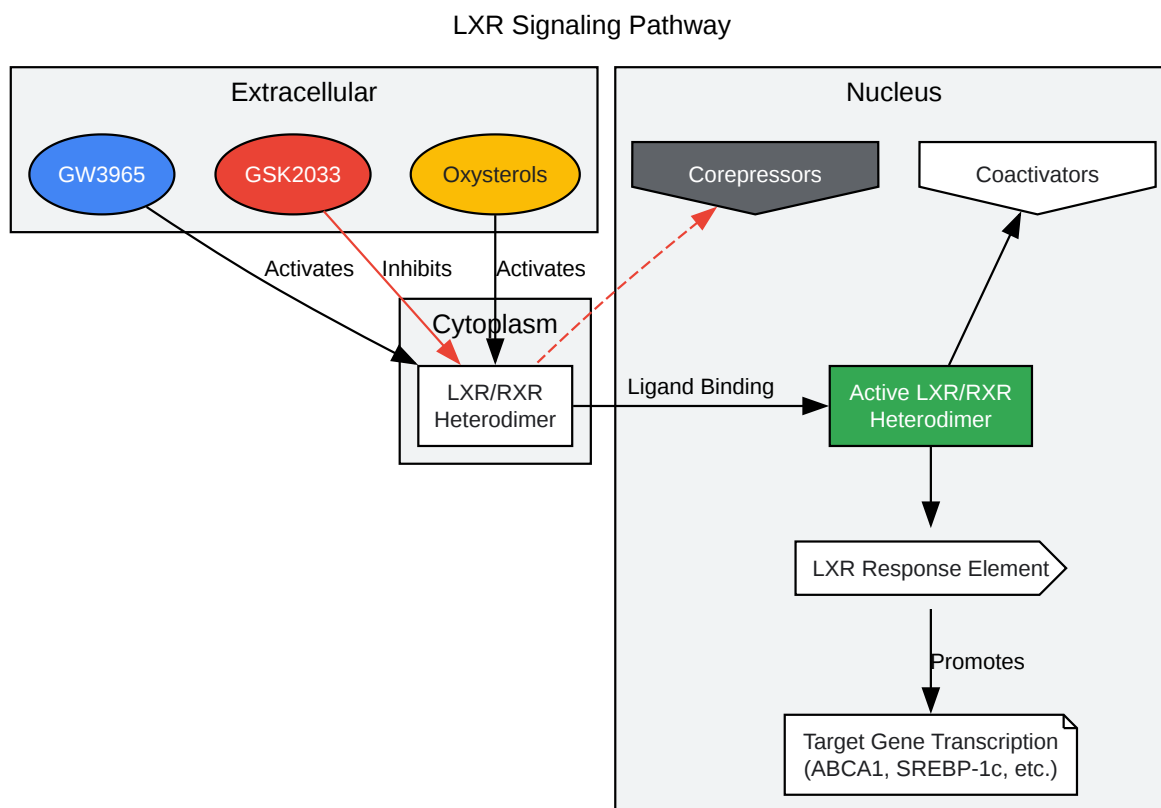 LXR Signaling Pathway
Extracellular
Nucleus
GW3965
GSK2033
Oxysterols
Corepressors
Coactivators
Activates
Inhibits
Activates
Cytoplasm
LXR/RXR
Heterodimer
Ligand Binding
Active LXR/RXR
Heterodimer
LXR Response Element
Promotes
Target Gene Transcription
(ABCA1, SREBP-1c, etc.)